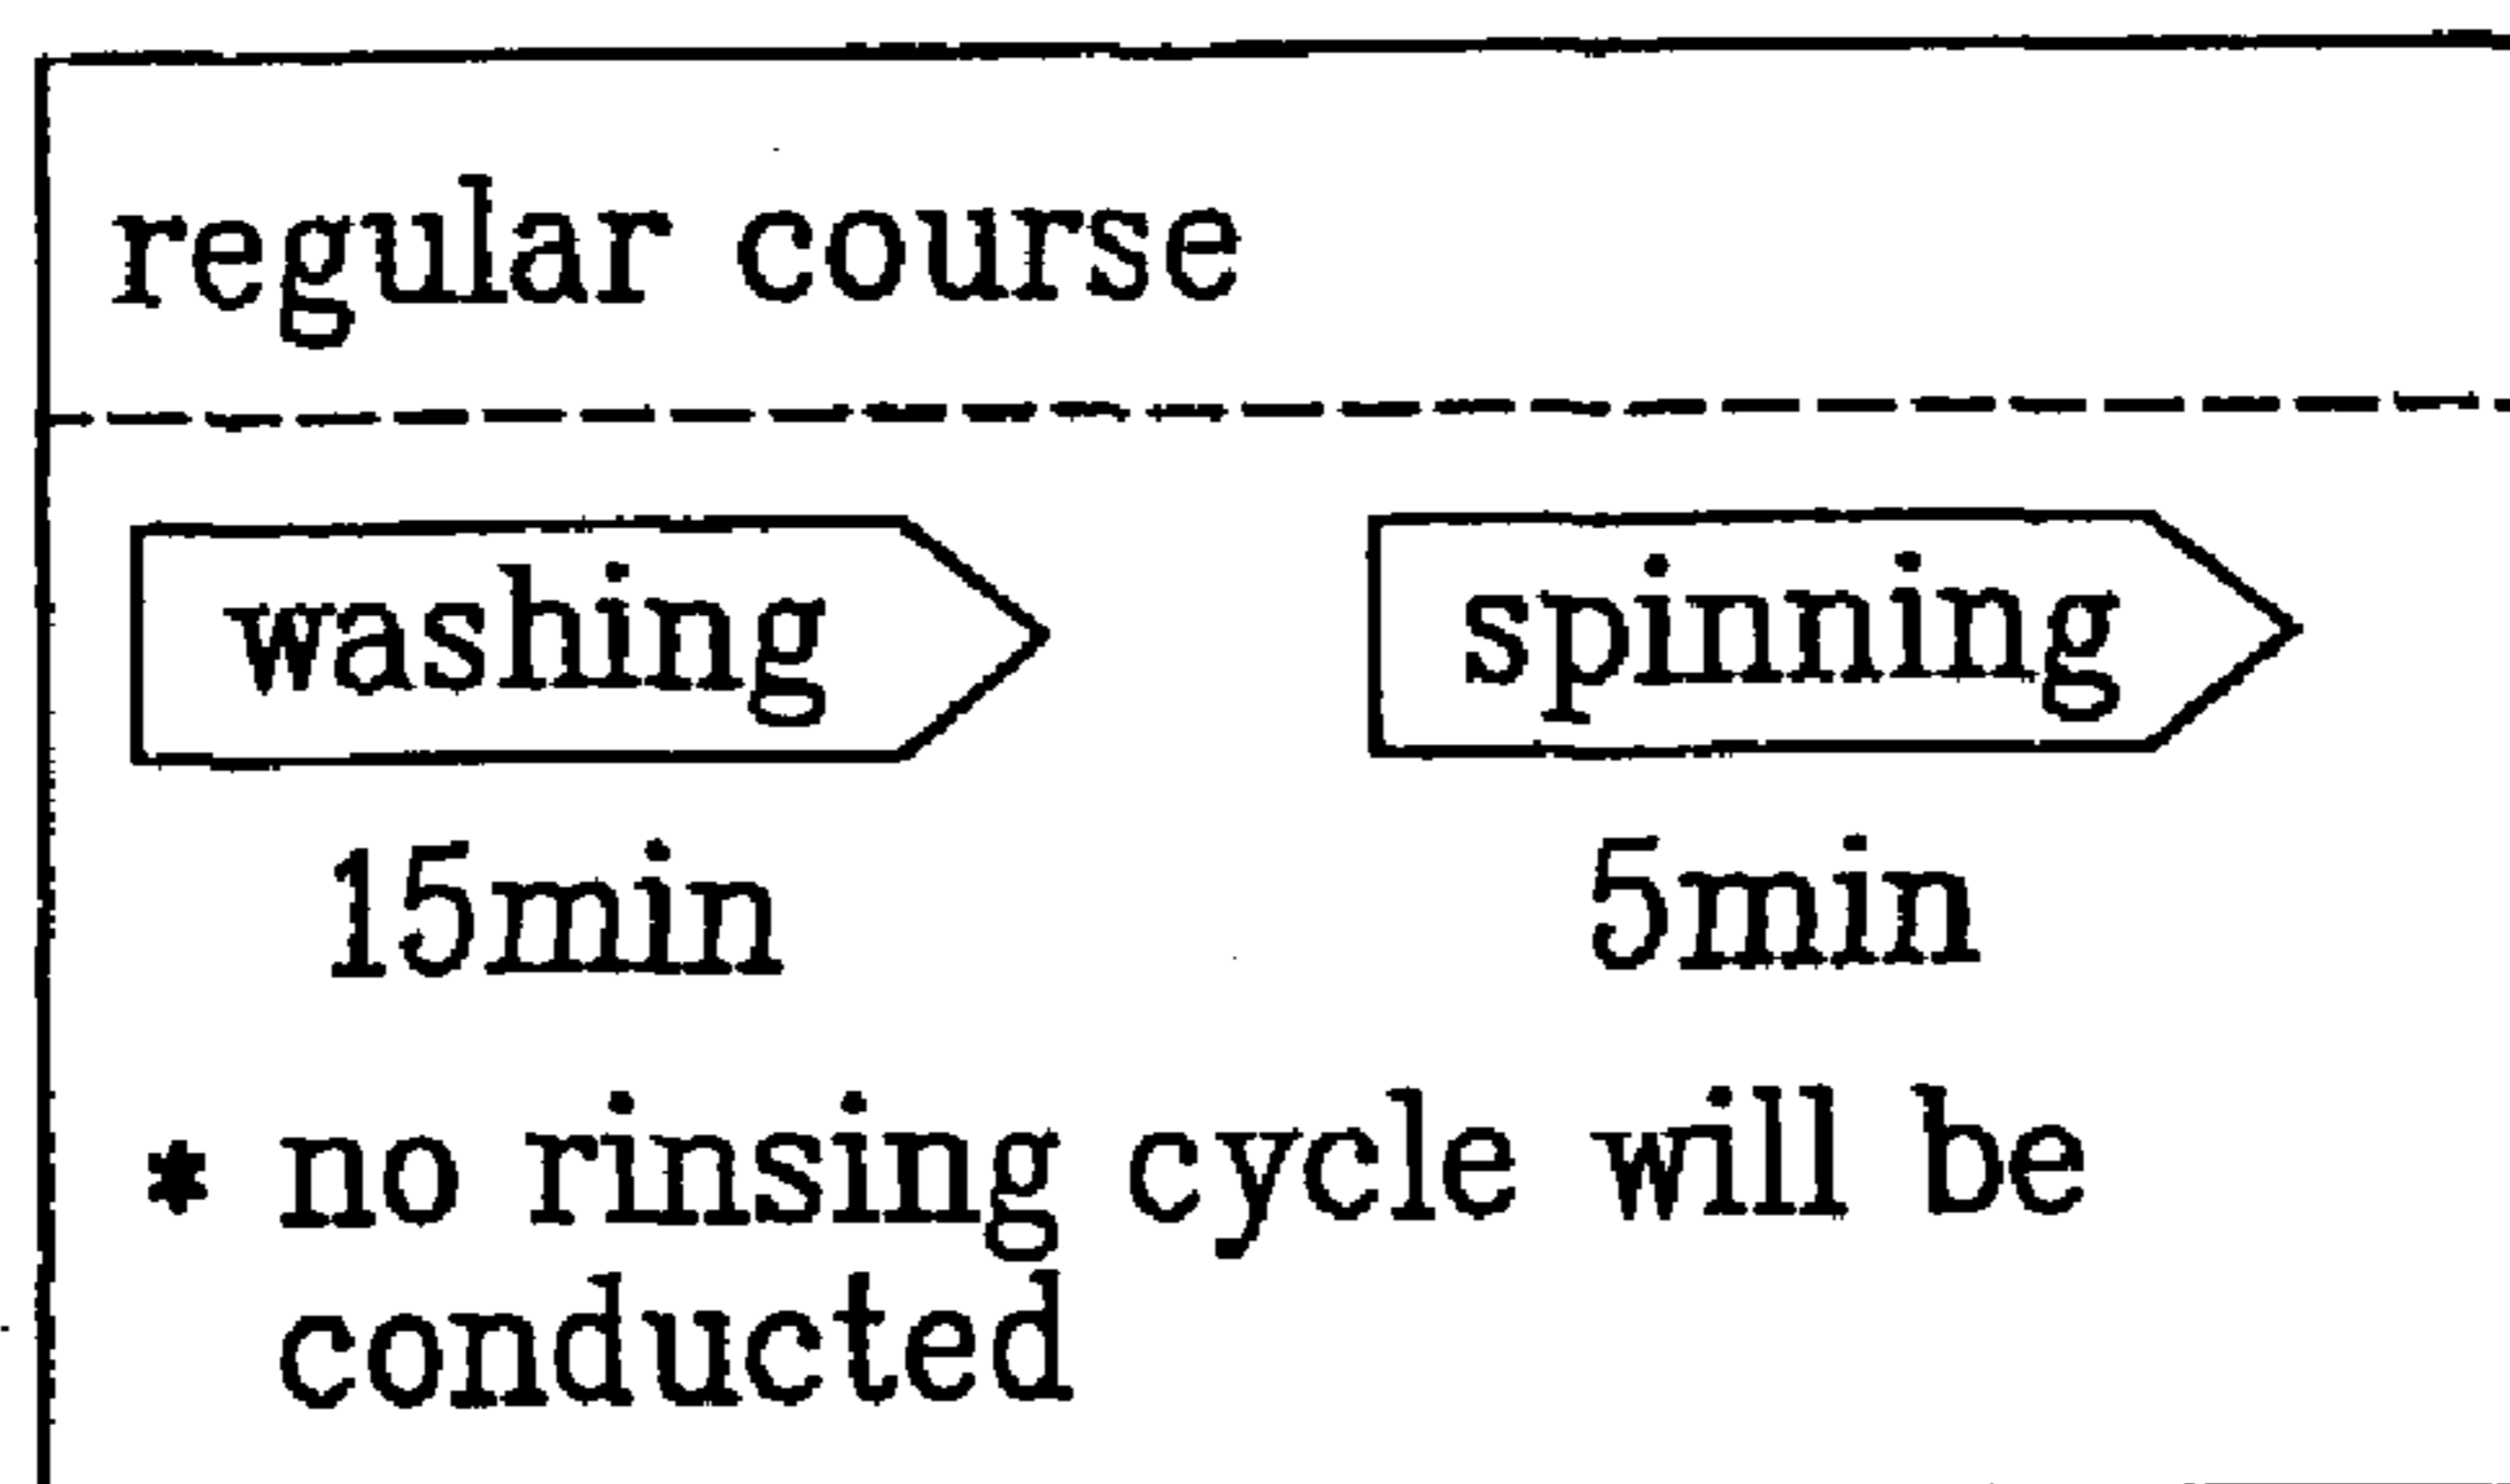 regular course
washing spinning
15min 5min
* no rinsing cycle will be
conducted